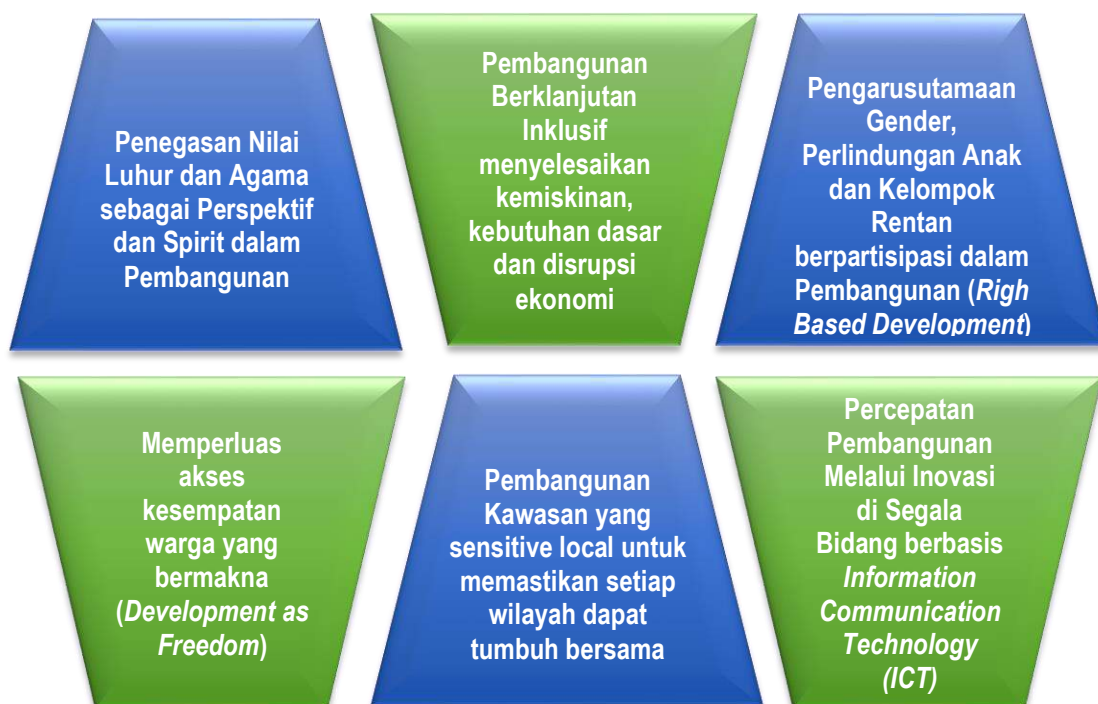 Penegasan Nilai
Luhur dan Agama
sebagai Perspektif
dan Spirit dalam
Pembangunan
Pembangunan
Berklanjutan
Inklusif
menyelesaikan
kemiskinan,
kebutuhan dasar
dan disrupsi
ekonomi
Pengarusutamaan
Gender,
Perlindungan Anak
dan Kelompok
Rentan
berpartisipasi dalam
Pembangunan (Righ
Based Development)
Memperluas
akses
kesempatan
warga yang
bermakna
(Development as
Freedom)
Pembangunan
Kawasan yang
sensitive local untuk
memastikan setiap
wilayah dapat
tumbuh bersama
Percepatan
Pembangunan
Melalui Inovasi
di Segala
Bidang berbasis
Information
Communication
Technology
(ICT)